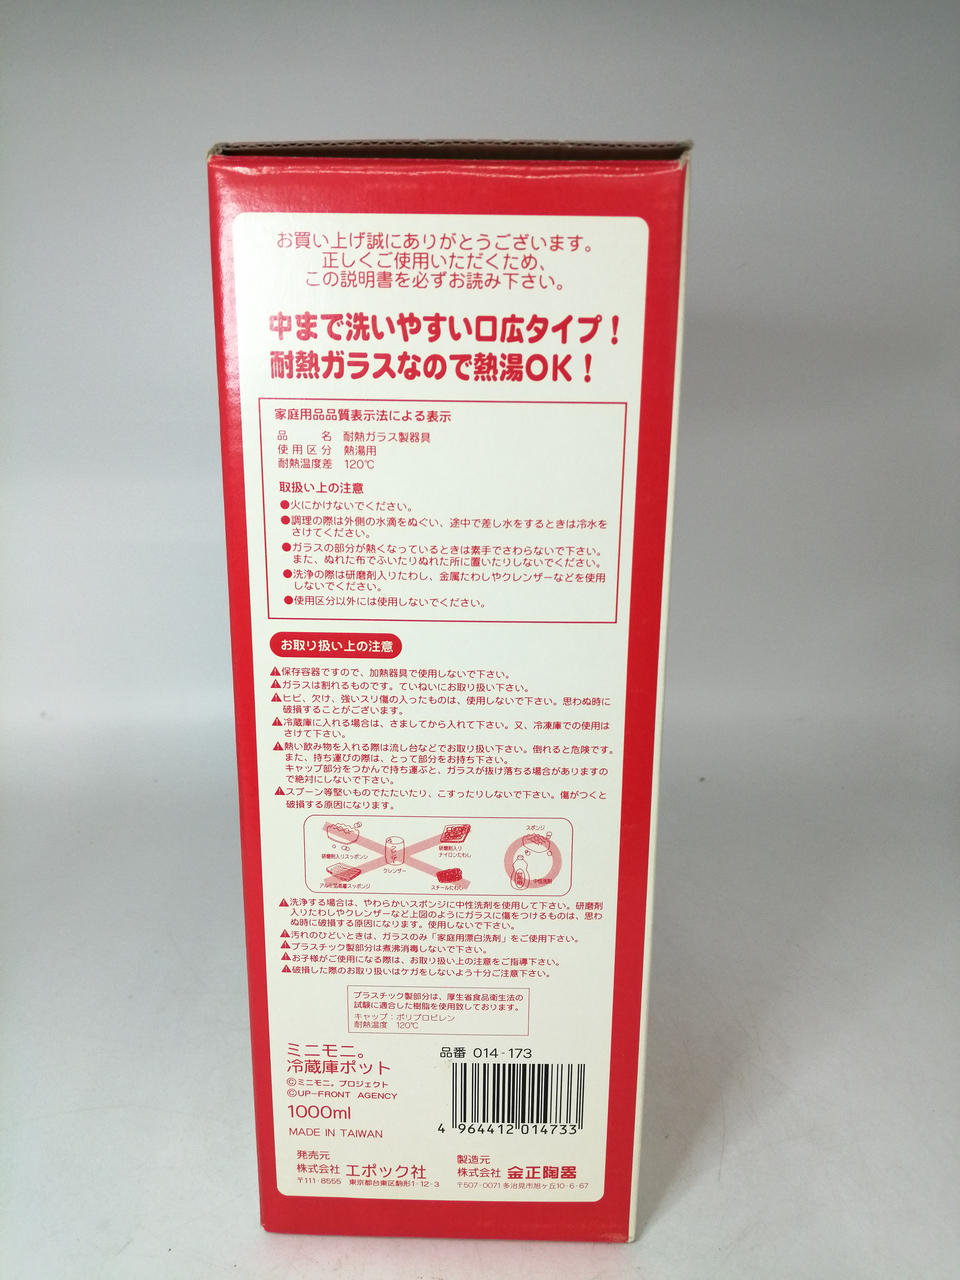 お買い上げ誠にありがとうございます。
正しくご使用いただくため、
この説明書を必ずお読み下さい。
中まで洗いやすい口広タイプ！
耐熱ガラスなので熱湯OK！
家庭用品品質表示法による表示
品名 耐熱ガラス製器具
使用区分 熱湯用
耐熱温度差 120℃
取扱い上の注意
●火にかけないでください。
●調理の際は外側の水滴をぬぐい、途中で差し水をするときは冷水を
さけてください。
●ガラスの部分が熱くなっているときは素手でさわらないで下さい。
また、ぬれた布でふいたりぬれた所に置いたりしないでください。
●洗浄の際は研磨剤入りたわし、金属たわしやクレンザーなどを使用
しないでください。
●使用区分以外には使用しないでください。
お取り扱い上の注意
⚠保存容器ですので、加熱器具で使用しないで下さい。
⚠ガラスは割れるものです。ていねいにお取り扱い下さい。
⚠ヒビ、欠け、強いスリ傷の入ったものは、使用しないで下さい。思わぬ時に
破損することがございます。
⚠冷蔵庫に入れる場合は、さましてから入れて下さい。又、冷凍庫での使用は
さけて下さい。
⚠熱い飲み物を入れる際は流し台などでお取り扱い下さい。倒れると危険です。
また、持ち運びの際は、とって部分をお持ち下さい。
キャップ部分をつかんで持ち運ぶと、ガラスが抜け落ちる場合がありますの
で絶対にしないで下さい。
⚠スプーン等堅いものでたたいたり、こすったりしないで下さい。傷がつくと
破損する原因になります。
研磨剤入りスッポンジ
クレンザー
研磨剤入り
ナイロンたわし
スチールたわし
スポンジ
中性洗剤
⚠洗浄する場合は、やわらかいスポンジに中性洗剤を使用して下さい。研磨剤
入りたわしやクレンザーなど上図のようにガラスに傷をつけるものは、思わ
ぬ時に破損する原因になります。使用しないで下さい。
⚠汚れのひどいときは、ガラスのみ「家庭用漂白洗剤」をご使用下さい。
⚠プラスチック製部分は煮沸消毒しないで下さい。
⚠お子様がご使用になる際は、お取り扱い上の注意をご指導下さい。
⚠破損した際のお取り扱いはケガをしないよう十分ご注意下さい。
プラスチック製部分は、厚生省食品衛生法の
試験に適合した樹脂を使用致しております。
キャップ：ポリプロピレン
耐熱温度 120℃
ミニモニ。
冷蔵庫ポット
©ミニモニ。プロジェクト
©UP-FRONT AGENCY
1000ml
MADE IN TAIWAN
品番 014-173
4 964412 014733
発売元
株式会社 エポック社
〒111-8555 東京都台東区駒形1-12-3
製造元
株式会社 金正陶器
〒507-0071 多治見市旭ヶ丘10-6-67